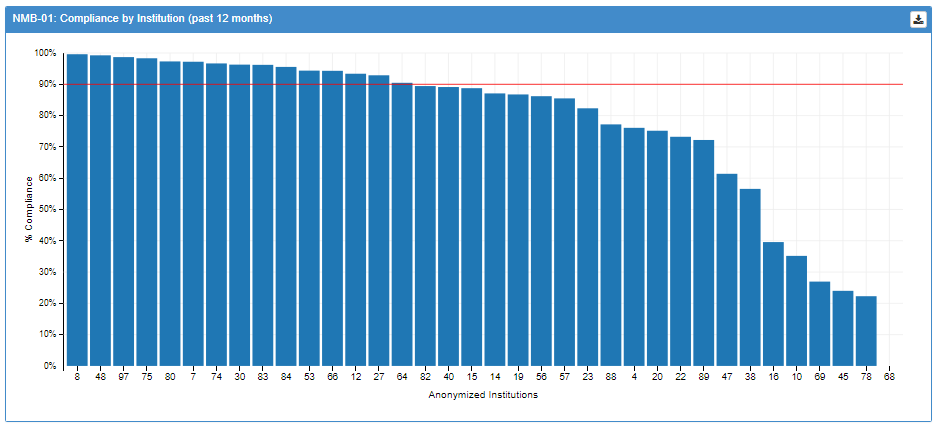 NMB-01: Compliance by Institution (past 12 months)
100%
90%
80%
70%
60%
50%
40%
30%
20%
10%
0%
% Compliance
8 48 97 75 80 7 74 30 83 84 53 66 12 27 64 82 40 15 14 19 56 57 23 88 4 20 22 89 47 38 16 10 69 45 78 68
Anonymized Institutions